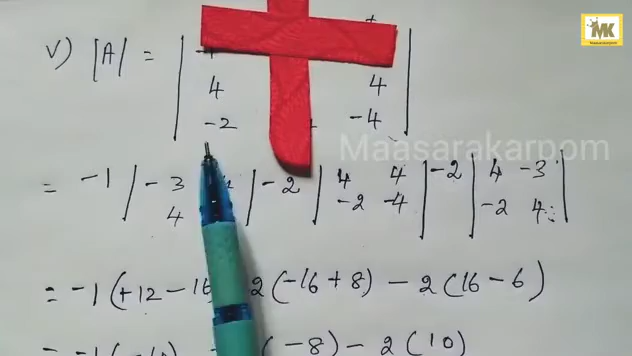 MK
V) |A| =
4 4
-2 -4
Maasarakarpom
= -1 | -3 | -2 | 4 4 | -2 | 4 -3 |
4 -2 -4 -2 4
= -1 (+12 - 16 2 (-16 + 8) - 2 (16 - 6)
= (-8) - 2 (10)